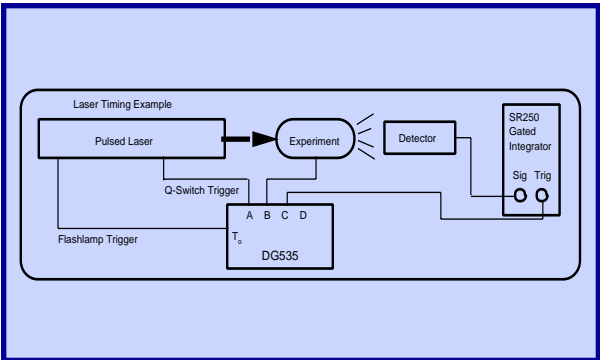 Laser Timing Example
Pulsed Laser
Experiment
Detector
SR250
Gated
Integrator
Sig Trig
Q-Switch Trigger
A B C D
Flashlamp Trigger
To
DG535